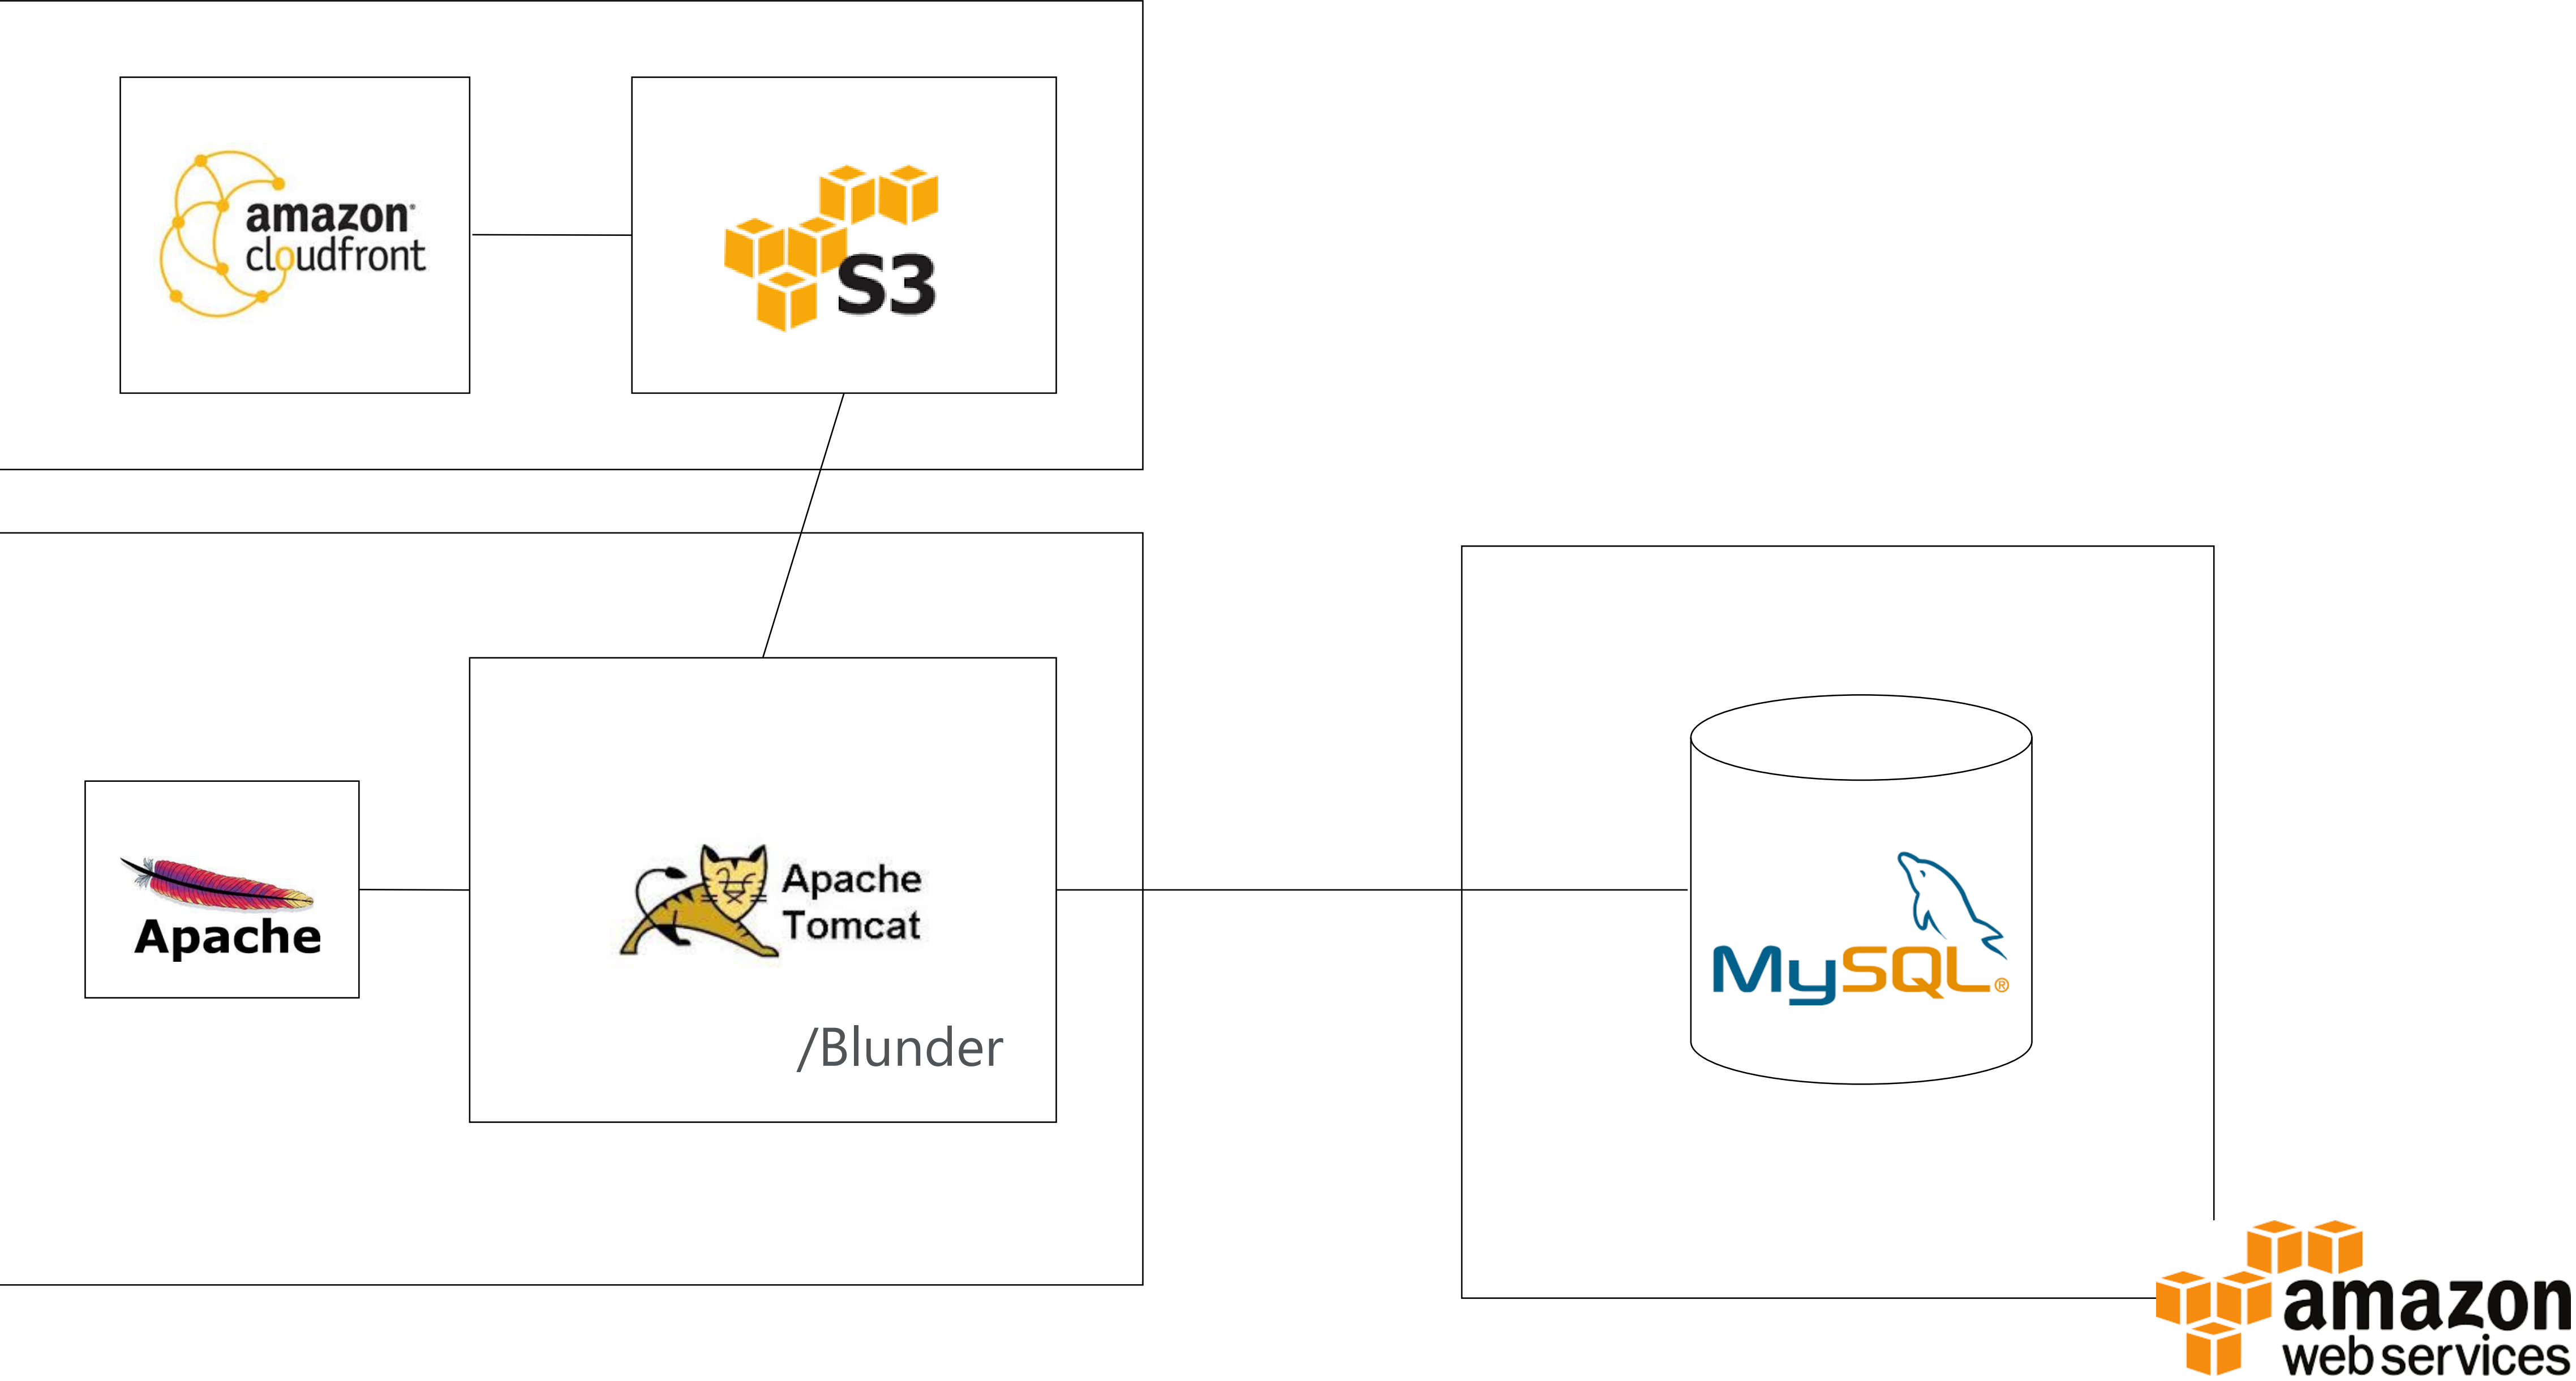 amazon
cloudfront
S3
Apache
Apache
Tomcat
/Blunder
MySQL®
amazon
web services